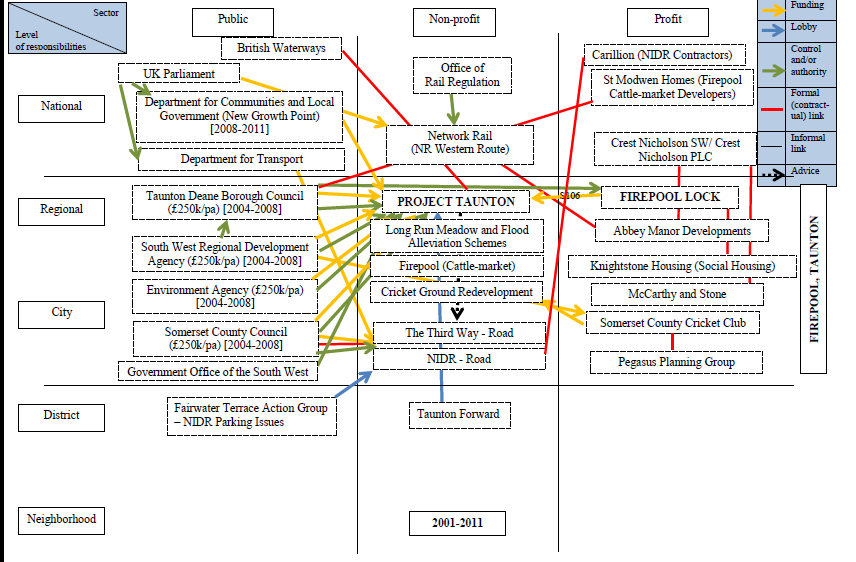 Sector
Level
of responsibilities
Public
Non-profit
Profit
Funding
Lobby
Control
and/or
authority
Formal
(contract-
ual) link
Informal
link
Advice
National
British Waterways
UK Parliament
Department for Communities and Local
Government (New Growth Point)
[2008-2011]
Department for Transport
Office of
Rail Regulation
Network Rail
(NR Western Route)
Carillion (NIDR Contractors)
St Modwen Homes (Firepool
Cattle-market Developers)
Crest Nicholson SW/ Crest
Nicholson PLC
Regional
Taunton Deane Borough Council
(£250k/pa) [2004-2008]
South West Regional Development
Agency (£250k/pa) [2004-2008]
PROJECT TAUNTON
S106
FIREPOOL LOCK
Long Run Meadow and Flood
Alleviation Schemes
Firepool (Cattle-market)
Abbey Manor Developments
Knightstone Housing (Social Housing)
City
Environment Agency (£250k/pa)
[2004-2008]
Somerset County Council
(£250k/pa) [2004-2008]
Government Office of the South West
Cricket Ground Redevelopment
The Third Way - Road
NIDR - Road
McCarthy and Stone
Somerset County Cricket Club
Pegasus Planning Group
FIREPOOL, TAUNTON
District
Fairwater Terrace Action Group
– NIDR Parking Issues
Taunton Forward
Neighborhood
2001-2011